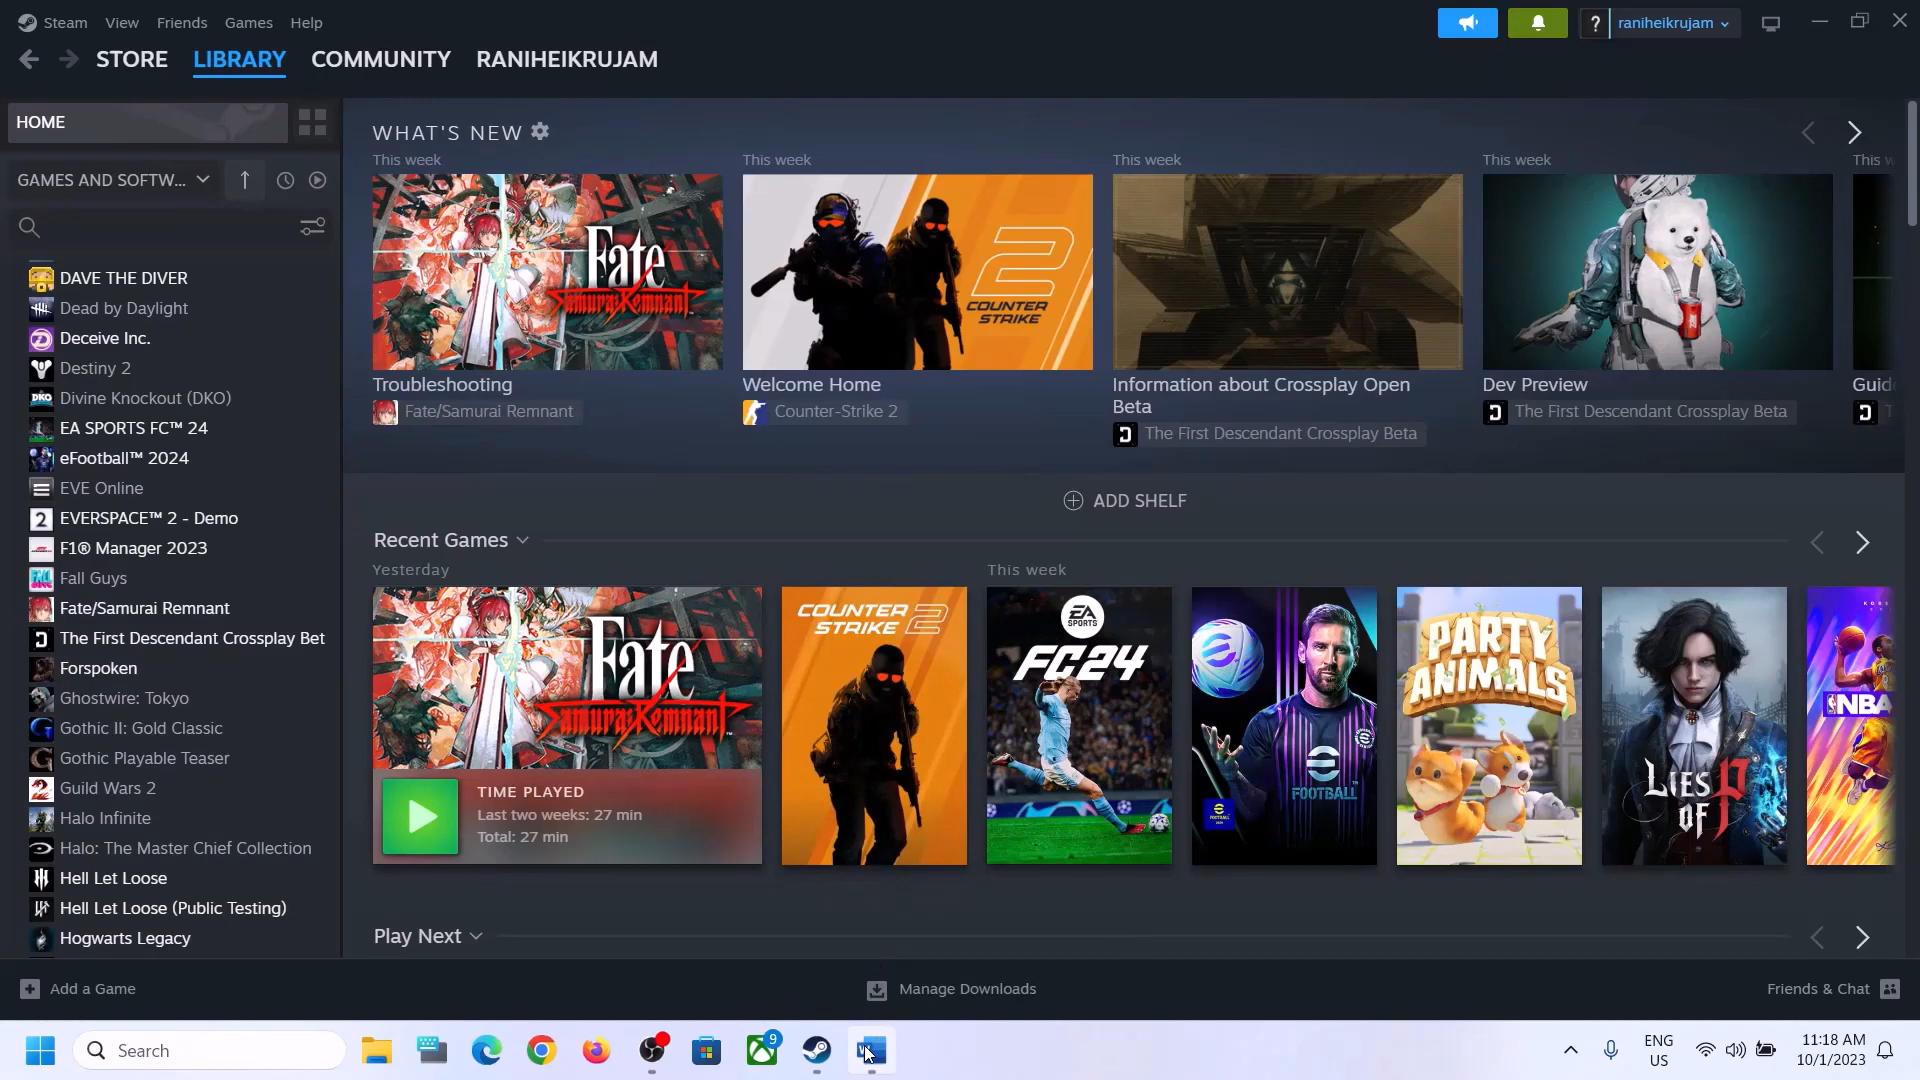 Steam View Friends Games Help
? raniheikrujam
STORE LIBRARY COMMUNITY RANIHEIKRUJAM
HOME
GAMES AND SOFTW...
DAVE THE DIVER
Dead by Daylight
Deceive Inc.
Destiny 2
Divine Knockout (DKO)
EA SPORTS FC™ 24
eFootball™ 2024
EVE Online
EVERSPACE™ 2 - Demo
F1® Manager 2023
Fall Guys
Fate/Samurai Remnant
The First Descendant Crossplay Bet
Forspoken
Ghostwire: Tokyo
Gothic II: Gold Classic
Gothic Playable Teaser
Guild Wars 2
Halo Infinite
Halo: The Master Chief Collection
Hell Let Loose
Hell Let Loose (Public Testing)
Hogwarts Legacy
WHAT'S NEW
This week This week This week This week This w
Fate
Samurai Remnant
2
COUNTER
STRIKE
Troubleshooting
Fate/Samurai Remnant
Welcome Home
Counter-Strike 2
Information about Crossplay Open
Beta
The First Descendant Crossplay Beta
Dev Preview
The First Descendant Crossplay Beta
Guid
ADD SHELF
Recent Games
Yesterday This week
Fate
Samurai Remnant
TIME PLAYED
Last two weeks: 27 min
Total: 27 min
COUNTER
STRIKE 2
EA
SPORTS
FC24
FOOTBALL
PARTY
ANIMALS
LIES
OF P
NBA
Play Next
Add a Game
Manage Downloads
Friends & Chat
Search
9
ENG
US
11:18 AM
10/1/2023